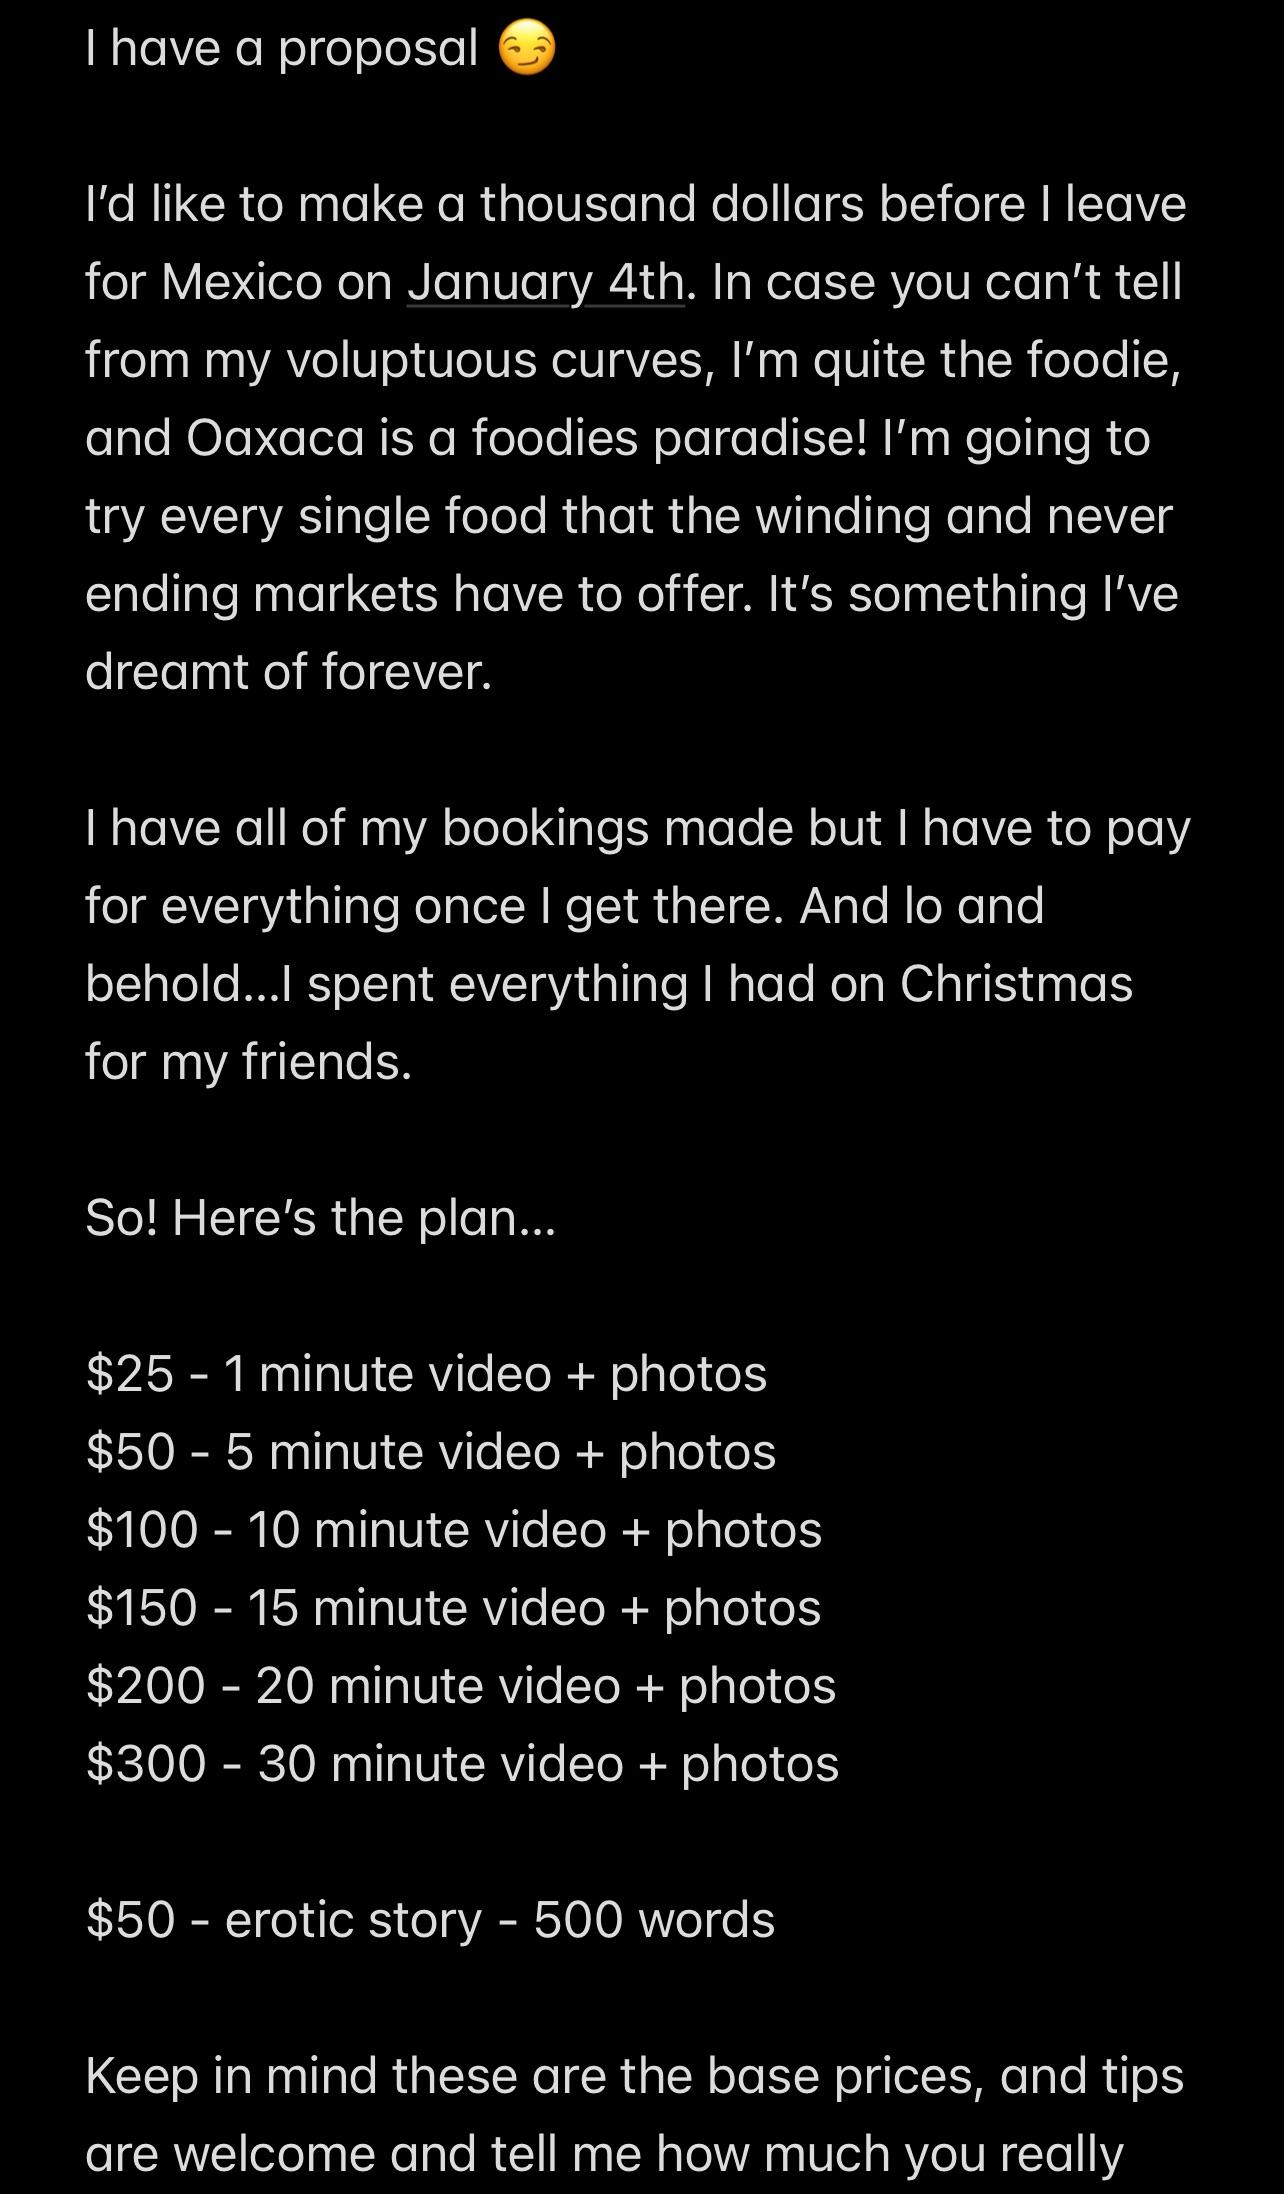 I have a proposal 😏
I’d like to make a thousand dollars before I leave
for Mexico on January 4th. In case you can’t tell
from my voluptuous curves, I’m quite the foodie,
and Oaxaca is a foodies paradise! I’m going to
try every single food that the winding and never
ending markets have to offer. It’s something I’ve
dreamt of forever.
I have all of my bookings made but I have to pay
for everything once I get there. And lo and
behold...I spent everything I had on Christmas
for my friends.
So! Here’s the plan...
$25 - 1 minute video + photos
$50 - 5 minute video + photos
$100 - 10 minute video + photos
$150 - 15 minute video + photos
$200 - 20 minute video + photos
$300 - 30 minute video + photos
$50 - erotic story - 500 words
Keep in mind these are the base prices, and tips
are welcome and tell me how much you really